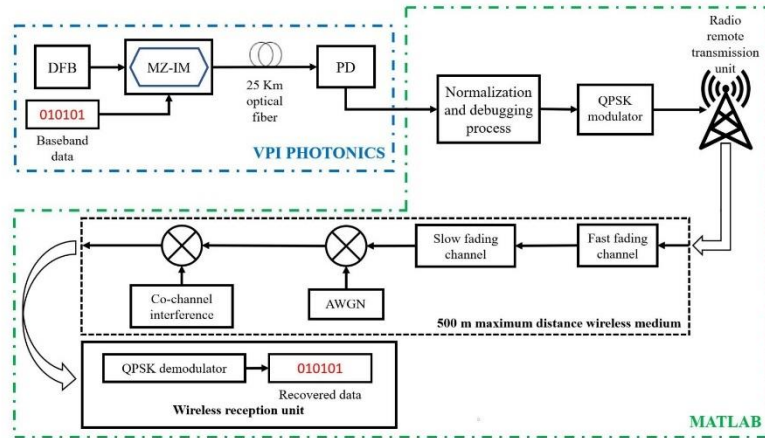 Radio
remote
transmission
unit
DFB
MZ-IM
PD
25 Km
optical
fiber
010101
Baseband
data
VPI PHOTONICS
Normalization
and debugging
process
QPSK
modulator
Slow fading
channel
Fast fading
channel
Co-channel
interference
AWGN
500 m maximum distance wireless medium
QPSK demodulator
010101
Recovered data
Wireless reception unit
MATLAB